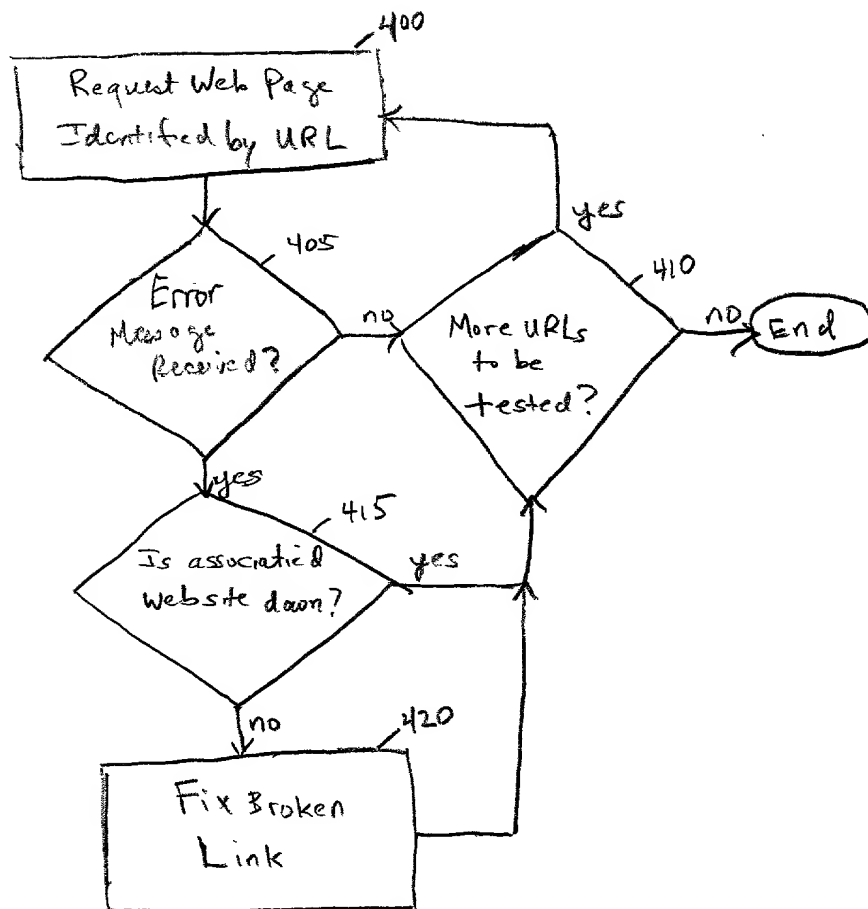 400
Request Web Page
Identified by URL
405
Error
Message
Received?
no
yes
410
More URLs
to be
tested?
yes
no
End
415
Is associatied
website down?
yes
no
420
Fix Broken
Link